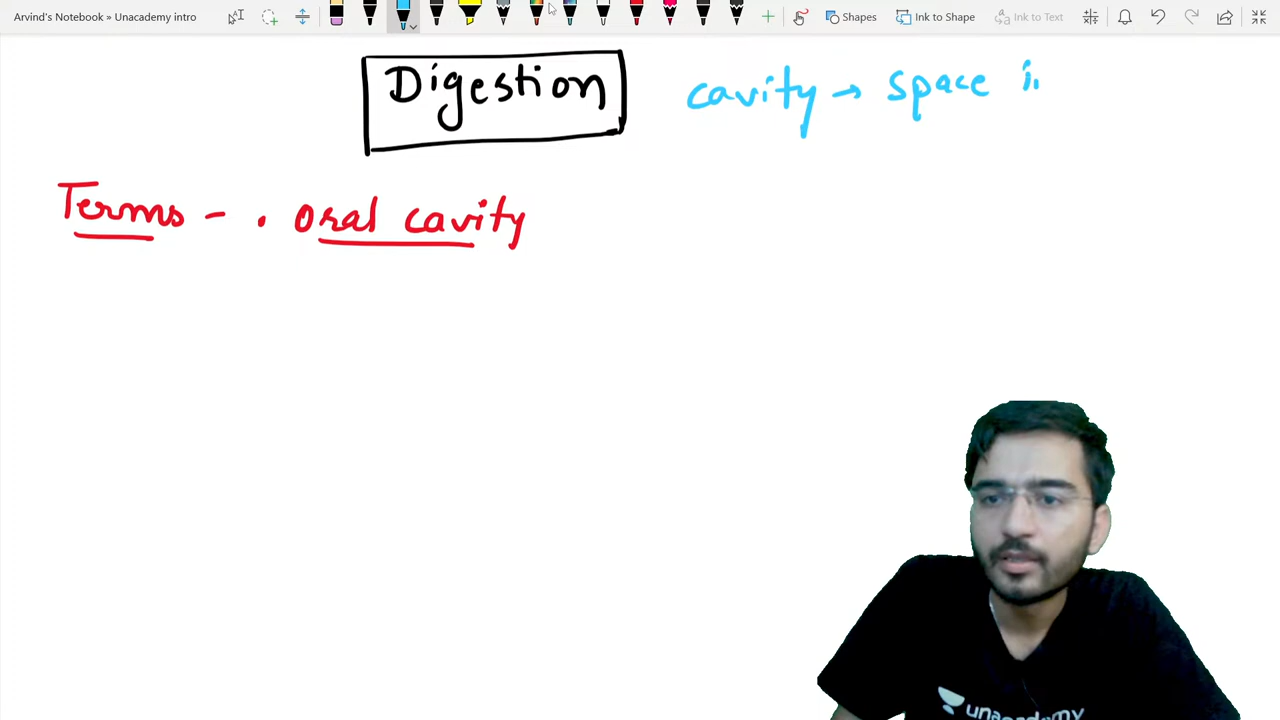 Arvind's Notebook » Unacademy intro
Shapes
Ink to Shape
Ink to Text
Digestion
cavity → space i
Terms - . oral cavity
unacademy